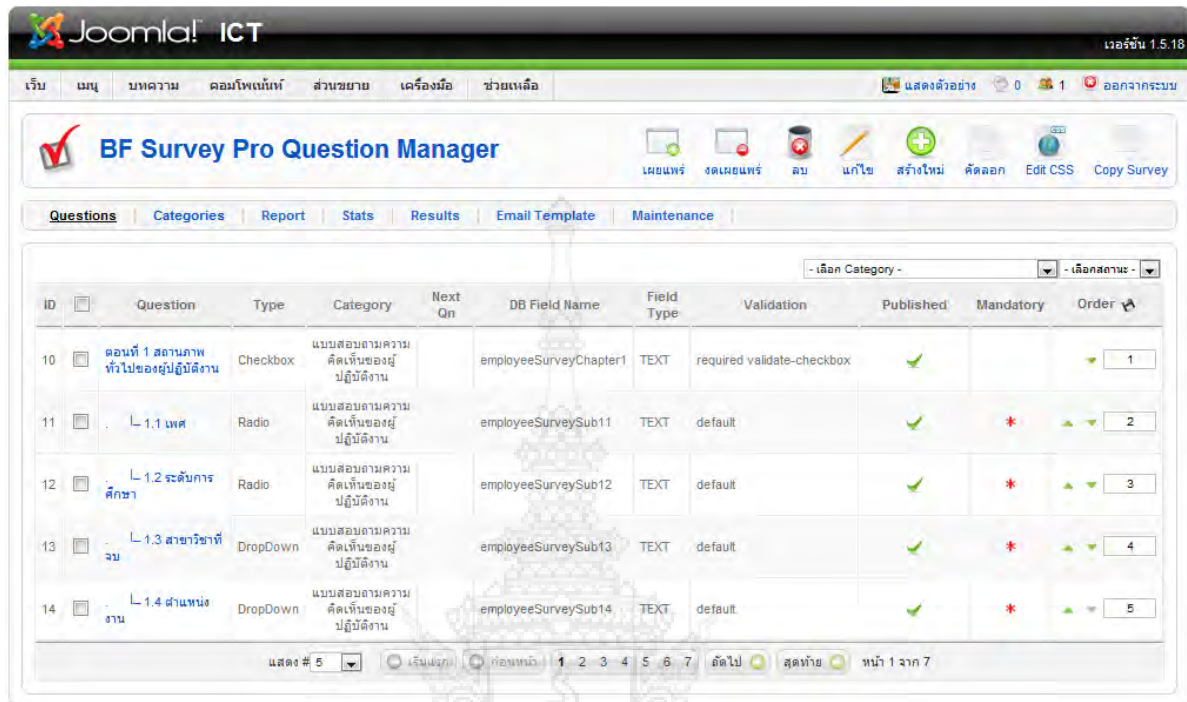 Joomla! ICT
เวอร์ชั่น 1.5.18
เว็บ เมนู บทความ คอมโพเน้นท์ ส่วนขยาย เครื่องมือ ช่วยเหลือ แสดงตัวอย่าง 0 1 ออกจากระบบ
BF Survey Pro Question Manager
เผยแพร่ งดเผยแพร่ ลบ แก้ไข สร้างใหม่ คัดลอก Edit CSS Copy Survey
Questions Categories Report Stats Results Email Template Maintenance
- เลือก Category - - เลือกสถานะ -
ID Question Type Category Next Qn DB Field Name Field Type Validation Published Mandatory Order
10 ตอนที่ 1 สถานภาพทั่วไปของผู้ปฏิบัติงาน Checkbox แบบสอบถามความคิดเห็นของผู้ปฏิบัติงาน employeeSurveyChapter1 TEXT required validate-checkbox 1
11 . 1.1 เพศ Radio แบบสอบถามความคิดเห็นของผู้ปฏิบัติงาน employeeSurveySub11 TEXT default * 2
12 . 1.2 ระดับการศึกษา Radio แบบสอบถามความคิดเห็นของผู้ปฏิบัติงาน employeeSurveySub12 TEXT default * 3
13 . 1.3 สาขาวิชาที่จบ DropDown แบบสอบถามความคิดเห็นของผู้ปฏิบัติงาน employeeSurveySub13 TEXT default * 4
14 . 1.4 ตำแหน่งงาน DropDown แบบสอบถามความคิดเห็นของผู้ปฏิบัติงาน employeeSurveySub14 TEXT default * 5
แสดง # 5 เริ่มแรก ก่อนหน้า 1 2 3 4 5 6 7 ถัดไป สุดท้าย หน้า 1 จาก 7